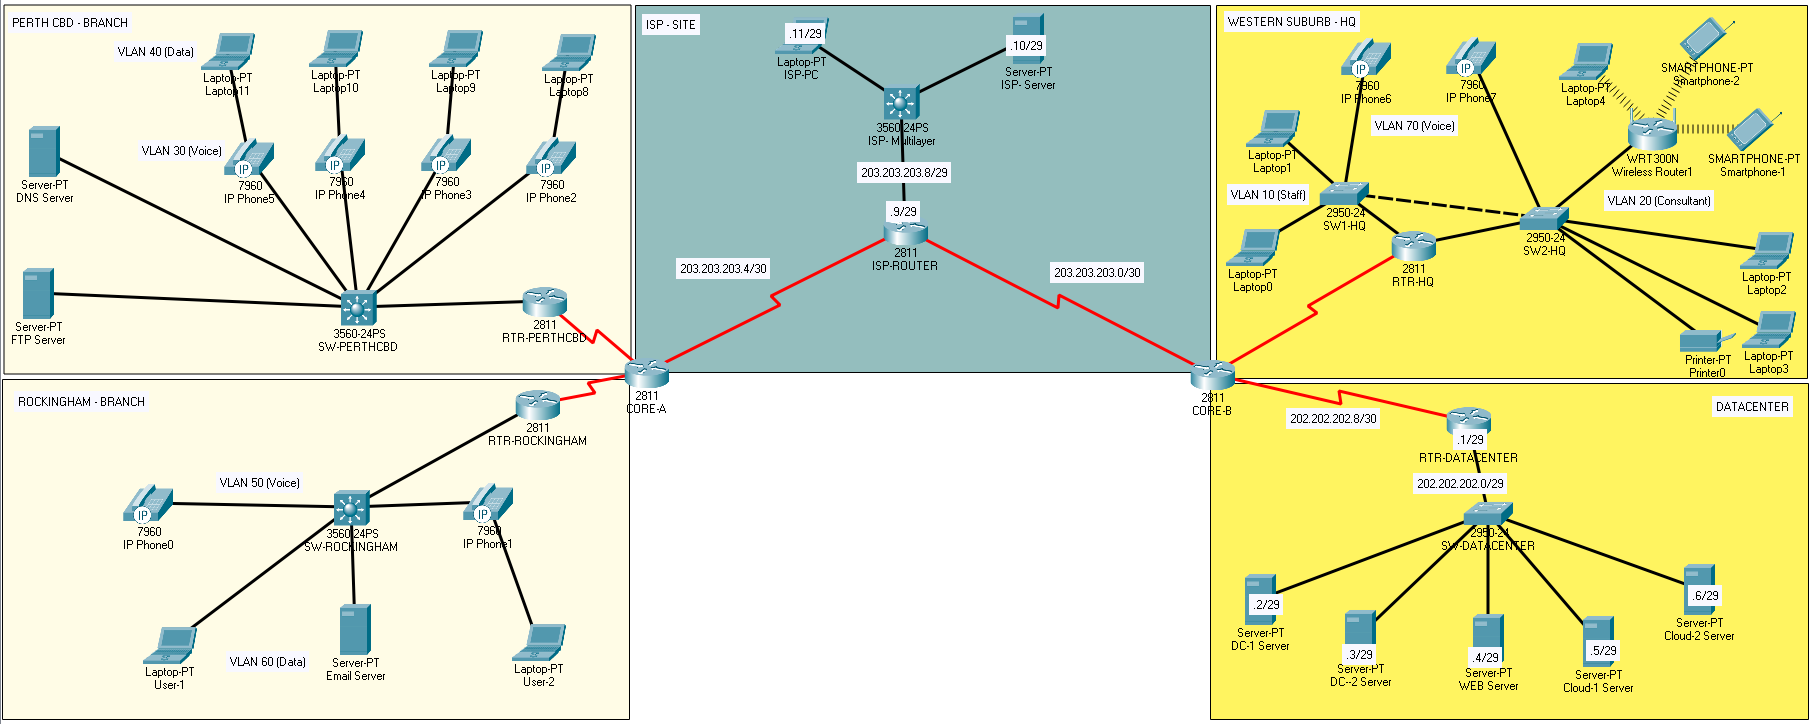 PERTH CBD - BRANCH
VLAN 40 (Data)
Laptop-PT
Laptop11
Laptop-PT
Laptop10
Laptop-PT
Laptop9
Laptop-PT
Laptop8
VLAN 30 (Voice)
IP
7960
IP Phone5
IP
7960
IP Phone4
IP
7960
IP Phone3
IP
7960
IP Phone2
Server-PT
DNS Server
Server-PT
FTP Server
3560-24PS
SW-PERTHCBD
2811
RTR-PERTHCBD
ROCKINGHAM - BRANCH
2811
RTR-ROCKINGHAM
2811
CORE-A
VLAN 50 (Voice)
IP
7960
IP Phone0
3560-24PS
SW-ROCKINGHAM
IP
7960
IP Phone1
VLAN 60 (Data)
Laptop-PT
User-1
Server-PT
Email Server
Laptop-PT
User-2
ISP - SITE
.11/29
Laptop-PT
ISP-PC
.10/29
Server-PT
ISP- Server
3560-24PS
ISP- Multilayer
203.203.203.8/29
.9/29
2811
ISP-ROUTER
203.203.203.4/30
203.203.203.0/30
WESTERN SUBURB - HQ
IP
7960
IP Phone6
IP
7960
IP Phone7
Laptop-PT
Laptop4
SMARTPHONE-PT
Smartphone-2
VLAN 70 (Voice)
Laptop-PT
Laptop1
WRT300N
Wireless Router1
SMARTPHONE-PT
Smartphone-1
VLAN 10 (Staff)
2950-24
SW1-HQ
VLAN 20 (Consultant)
2950-24
SW2-HQ
Laptop-PT
Laptop0
2811
RTR-HQ
Laptop-PT
Laptop2
Printer-PT
Printer0
Laptop-PT
Laptop3
2811
CORE-B
DATACENTER
202.202.202.8/30
.1/29
RTR-DATACENTER
202.202.202.0/29
2950-24
SW-DATACENTER
.2/29
Server-PT
DC-1 Server
.3/29
Server-PT
DC--2 Server
.4/29
Server-PT
WEB Server
.5/29
Server-PT
Cloud-1 Server
.6/29
Server-PT
Cloud-2 Server